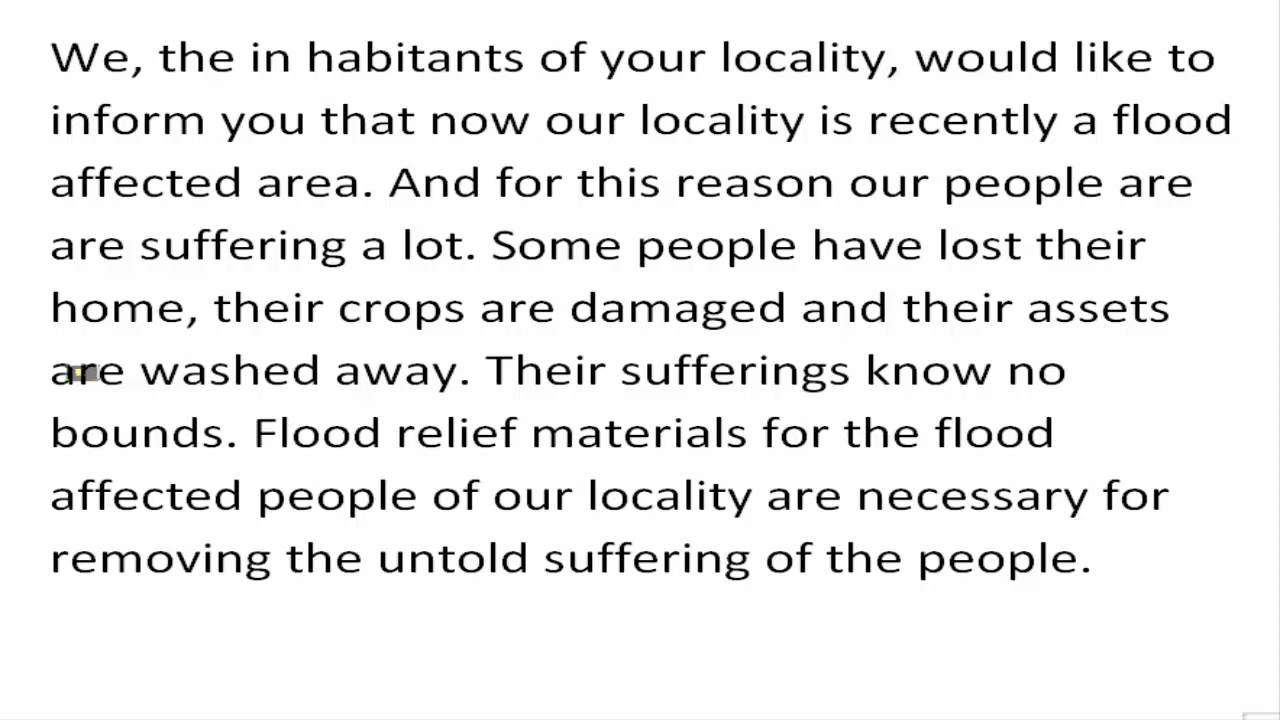 We, the in habitants of your locality, would like to
inform you that now our locality is recently a flood
affected area. And for this reason our people are
are suffering a lot. Some people have lost their
home, their crops are damaged and their assets
are washed away. Their sufferings know no
bounds. Flood relief materials for the flood
affected people of our locality are necessary for
removing the untold suffering of the people.